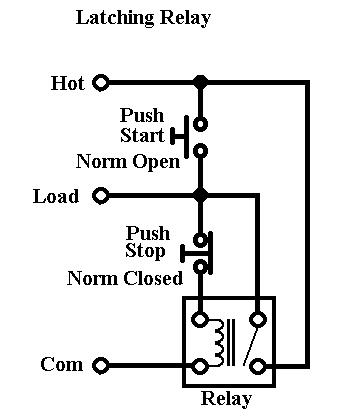 Latching Relay
Hot
Push
Start
Norm Open
Load
Push
Stop
Norm Closed
Com
Relay